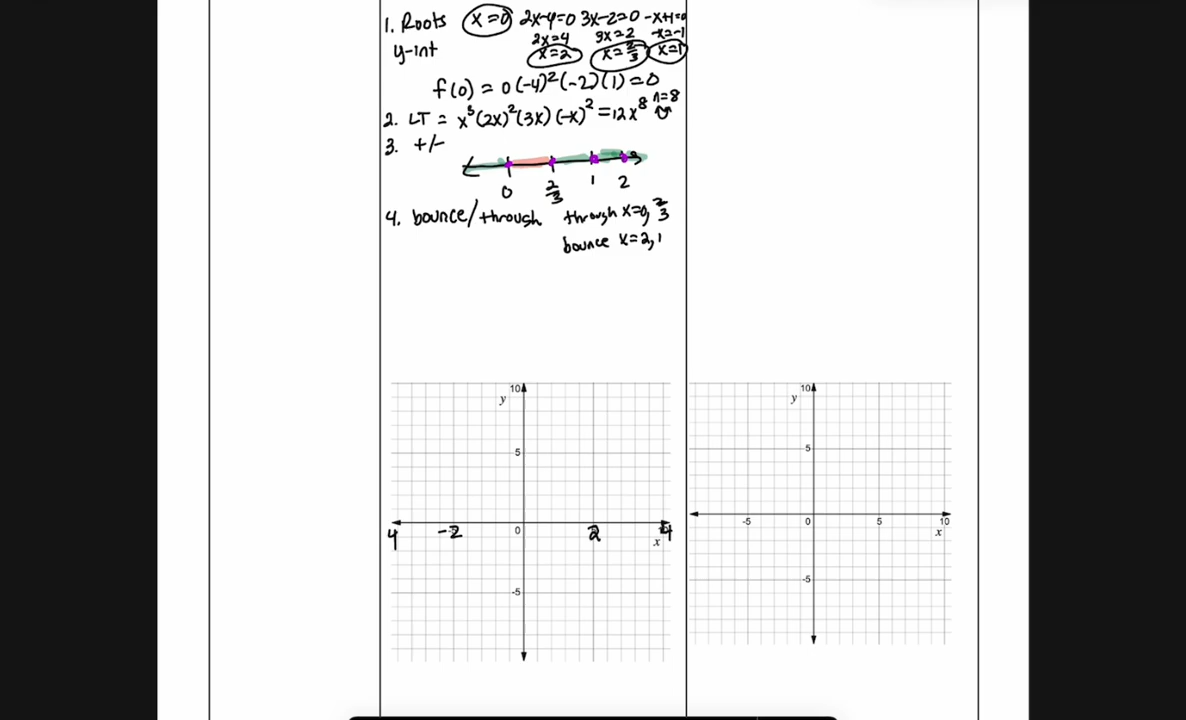 1. Roots x=0 2x-4=0 3x-2=0 -x+1=0
2x=4 3x=2 -x=-1
y-int x=2 x=2/3 x=1
f(0) = 0(-4)²(-2)(1)=0
2. LT = x³(2x)²(3x)(-x)²=12x⁸ n=8
3. +/-
0 2/3 1 2
4. bounce/through through x=0, 2/3
bounce x=2,1
10
y
5
4 -2 0 2 4
x
-5
10
y
5
-5 0 5 10
x
-5